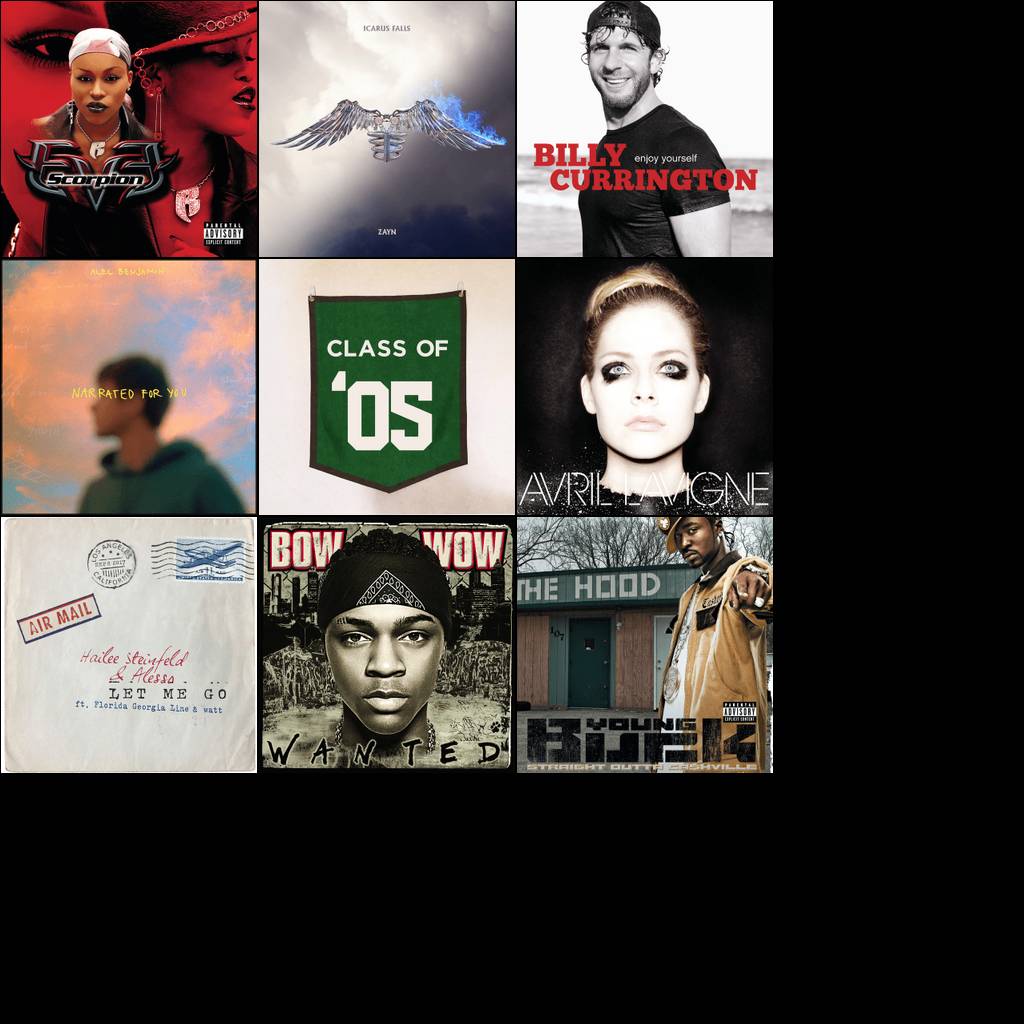 EVE
Scorpion
PARENTAL
ADVISORY
EXPLICIT CONTENT
ICARUS FALLS
ZAYN
BILLY enjoy yourself
CURRINGTON
ALEC BENJAMIN
NARRATED FOR YOU
CLASS OF
'05
AVRIL LAVIGNE
LOS ANGELES
CALIFORNIA
AIR MAIL
Hailee Steinfeld
& Alesso
LET ME GO
ft. Florida Georgia Line & watt
BOW WOW
WANTED
THE HOOD
107
PARENTAL
ADVISORY
EXPLICIT CONTENT
YOUNG
BUCK
STRAIGHT OUTTA CASHVILLE